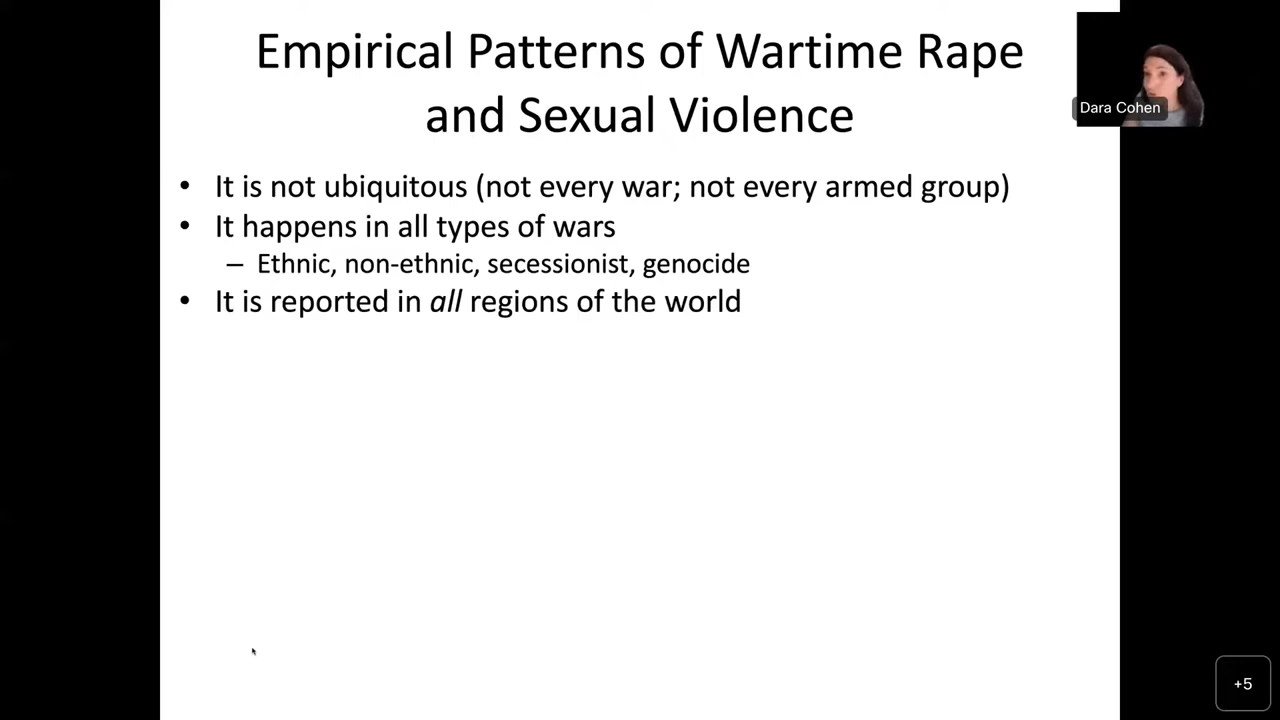 Empirical Patterns of Wartime Rape
and Sexual Violence
Dara Cohen
• It is not ubiquitous (not every war; not every armed group)
• It happens in all types of wars
– Ethnic, non-ethnic, secessionist, genocide
• It is reported in all regions of the world
+5